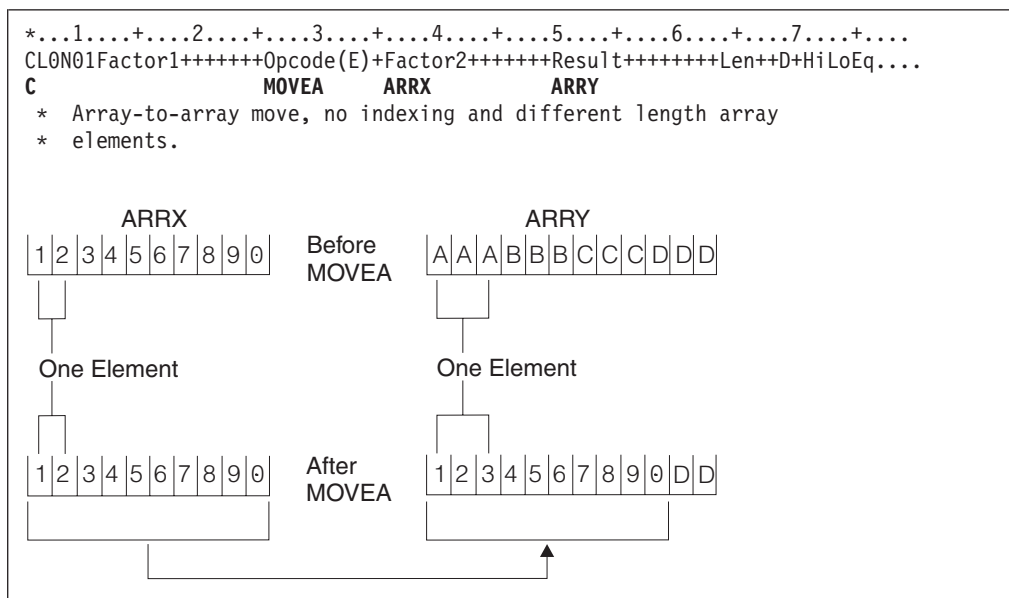 *...1....+....2....+....3....+....4....+....5....+....6....+....7...+....
CL0N01Factor1+++++++Opcode(E)+Factor2+++++++Result++++++++Len++D+HiLoEq....
C                   MOVEA     ARRX          ARRY
 *  Array-to-array move, no indexing and different length array
 *  elements.
ARRX ARRY
1 2 3 4 5 6 7 8 9 0 Before MOVEA A A A B B B C C C D D D
One Element One Element
1 2 3 4 5 6 7 8 9 0 After MOVEA 1 2 3 4 5 6 7 8 9 0 D D